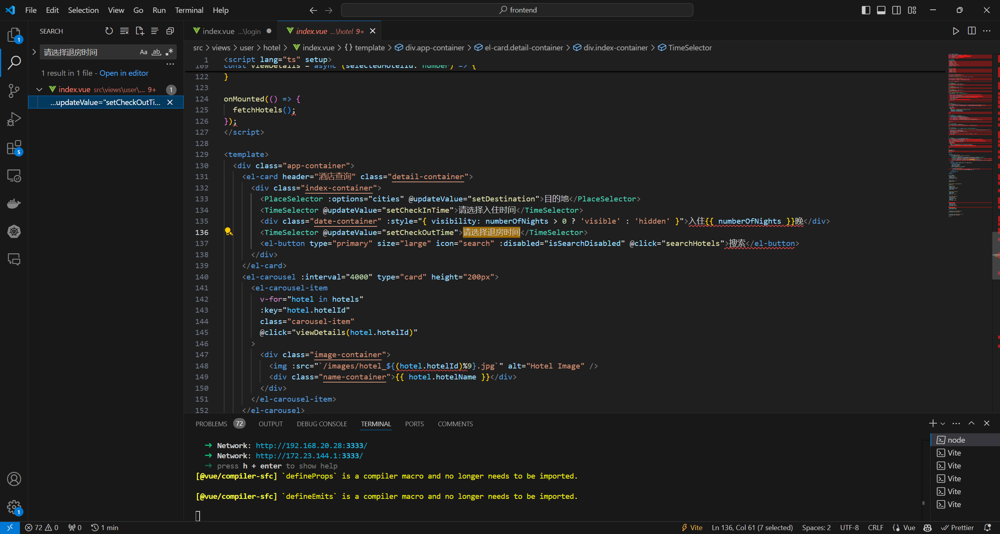 File Edit Selection View Go Run Terminal Help
frontend
SEARCH
请选择退房时间
Aa ab .*
1 result in 1 file - Open in editor
index.vue src\views\user\... 9+ 1
...updateValue="setCheckOutTi...
1
5
1
index.vue ...\login
index.vue ...\hotel 9+
src > views > user > hotel > index.vue > {} template > div.app-container > el-card.detail-container > div.index-container > TimeSelector
1 <script lang="ts" setup>
109 const viewDetails = async (selectedHotelId: number) => {
122 }
123
124 onMounted(() => {
125 fetchHotels();
126 });
127 </script>
128
129 <template>
130 <div class="app-container">
131 <el-card header="酒店查询" class="detail-container">
132 <div class="index-container">
133 <PlaceSelector :options="cities" @updateValue="setDestination">目的地</PlaceSelector>
134 <TimeSelector @updateValue="setCheckInTime">请选择入住时间</TimeSelector>
135 <div class="date-container" :style="{ visibility: numberOfNights > 0 ? 'visible' : 'hidden' }">入住{{ numberOfNights }}晚</div>
136 <TimeSelector @updateValue="setCheckOutTime">请选择退房时间</TimeSelector>
137 <el-button type="primary" size="large" icon="search" :disabled="isSearchDisabled" @click="searchHotels">搜索</el-button>
138 </div>
139 </el-card>
140 <el-carousel :interval="4000" type="card" height="200px">
141 <el-carousel-item
142 v-for="hotel in hotels"
143 :key="hotel.hotelId"
144 class="carousel-item"
145 @click="viewDetails(hotel.hotelId)"
146 >
147 <div class="image-container">
148 <img :src="`/images/hotel_${(hotel.hotelId)%9}.jpg`" alt="Hotel Image" />
149 <div class="name-container">{{ hotel.hotelName }}</div>
150 </div>
151 </el-carousel-item>
152 </el-carousel>
PROBLEMS 72 OUTPUT DEBUG CONSOLE TERMINAL PORTS COMMENTS
➜ Network: http://192.168.20.28:3333/
➜ Network: http://172.23.144.1:3333/
➜ press h + enter to show help
[@vue/compiler-sfc] `defineProps` is a compiler macro and no longer needs to be imported.
[@vue/compiler-sfc] `defineEmits` is a compiler macro and no longer needs to be imported.
node
Vite
Vite
Vite
Vite
Vite
1
72 0 0 1 min
Vite Ln 136, Col 61 (7 selected) Spaces: 2 UTF-8 CRLF {} Vue Prettier